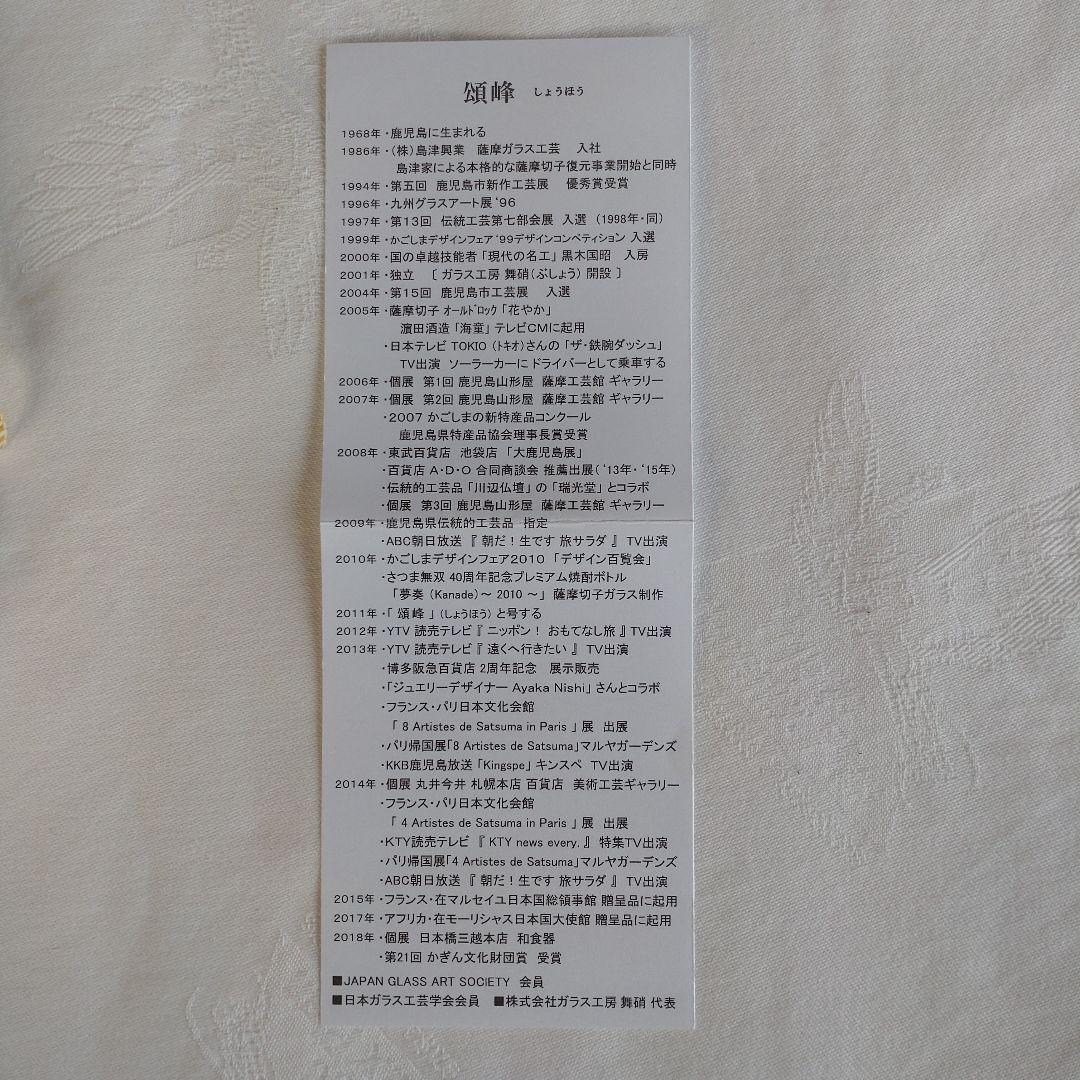 頌峰 しょうほう
1968年・鹿児島に生まれる
1986年・(株)島津興業 薩摩ガラス工芸 入社
島津家による本格的な薩摩切子復元事業開始と同時
1994年・第五回 鹿児島市新作工芸展 優秀賞受賞
1996年・九州グラスアート展‘96
1997年・第13回 伝統工芸第七部会展 入選 (1998年・同)
1999年・かごしまデザインフェア‘99デザインコンペティション 入選
2000年・国の卓越技能者「現代の名工」黒木国昭 入房
2001年・独立 [ ガラス工房 舞硝(ぶしょう) 開設 ]
2004年・第15回 鹿児島市工芸展 入選
2005年・薩摩切子 オールドロック「花やか」
濵田酒造「海童」テレビCMに起用
・日本テレビ TOKIO (トキオ)さんの「ザ・鉄腕ダッシュ」
TV出演 ソーラーカーにドライバーとして乗車する
2006年・個展 第1回 鹿児島山形屋 薩摩工芸館 ギャラリー
2007年・個展 第2回 鹿児島山形屋 薩摩工芸館 ギャラリー
・2007 かごしまの新特産品コンクール
鹿児島県特産品協会理事長賞受賞
2008年・東武百貨店 池袋店 「大鹿児島展」
・百貨店 A・D・O 合同商談会 推薦出展(‘13年・‘15年)
・伝統的工芸品「川辺仏壇」の「瑞光堂」とコラボ
・個展 第3回 鹿児島山形屋 薩摩工芸館 ギャラリー
2009年・鹿児島県伝統的工芸品 指定
・ABC朝日放送 『 朝だ!生です 旅サラダ 』 TV出演
2010年・かごしまデザインフェア2010 「デザイン百覧会」
・さつま無双 40周年記念プレミアム焼酎ボトル
「夢奏 (Kanade)~ 2010 ~」 薩摩切子ガラス制作
2011年・「 頌峰 」(しょうほう) と号する
2012年・YTV 読売テレビ『 ニッポン! おもてなし旅 』TV出演
2013年・YTV 読売テレビ『 遠くへ行きたい 』 TV出演
・博多阪急百貨店 2周年記念 展示販売
・「ジュエリーデザイナー Ayaka Nishi」さんとコラボ
・フランス・パリ日本文化会館
「 8 Artistes de Satsuma in Paris 」展 出展
・パリ帰国展「8 Artistes de Satsuma」マルヤガーデンズ
・KKB鹿児島放送「Kingspe」キンスペ TV出演
2014年・個展 丸井今井 札幌本店 百貨店 美術工芸ギャラリー
・フランス・パリ日本文化会館
「 4 Artistes de Satsuma in Paris 」展 出展
・KTY読売テレビ 『 KTY news every. 』 特集TV出演
・パリ帰国展「4 Artistes de Satsuma」マルヤガーデンズ
・ABC朝日放送 『 朝だ!生です 旅サラダ 』 TV出演
2015年・フランス・在マルセイユ日本国総領事館 贈呈品に起用
2017年・アフリカ・在モーリシャス日本国大使館 贈呈品に起用
2018年・個展 日本橋三越本店 和食器
・第21回 かぎん文化財団賞 受賞
■JAPAN GLASS ART SOCIETY 会員
■日本ガラス工芸学会会員 ■株式会社ガラス工房 舞硝 代表